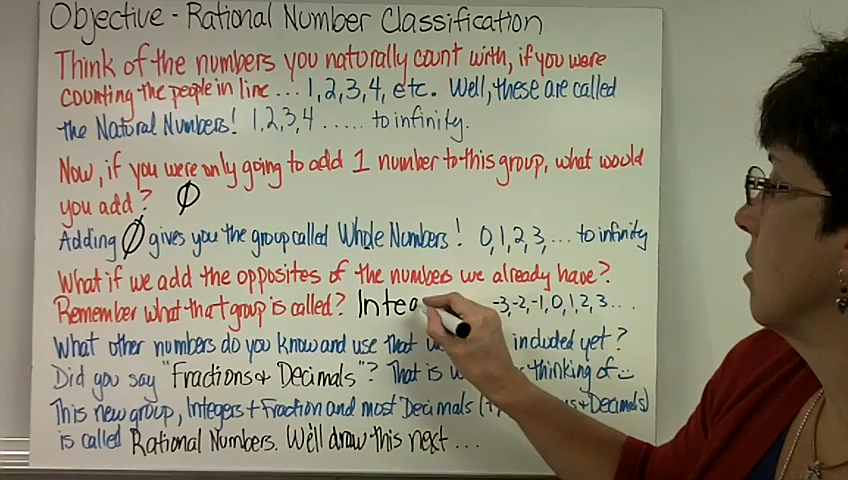 Objective - Rational Number Classification
Think of the numbers you naturally count with, if you were
counting the people in line ... 1, 2, 3, 4, etc. Well, these are called
the Natural Numbers! 1, 2, 3, 4 ...... to infinity.
Now, if you were only going to add 1 number to this group, what would
you add? 0
Adding 0 gives you the group called Whole Numbers! 0, 1, 2, 3, ... to infinity
What if we add the opposites of the numbers we already have?
Remember what that group is called? Inte -3, -2, -1, 0, 1, 2, 3...
What other numbers do you know and use that included yet?
Did you say "Fractions + Decimals"? That is thinking of
This new group, Integers + Fraction and most Decimals + Decimals)
is called Rational Numbers. We'll draw this next ...